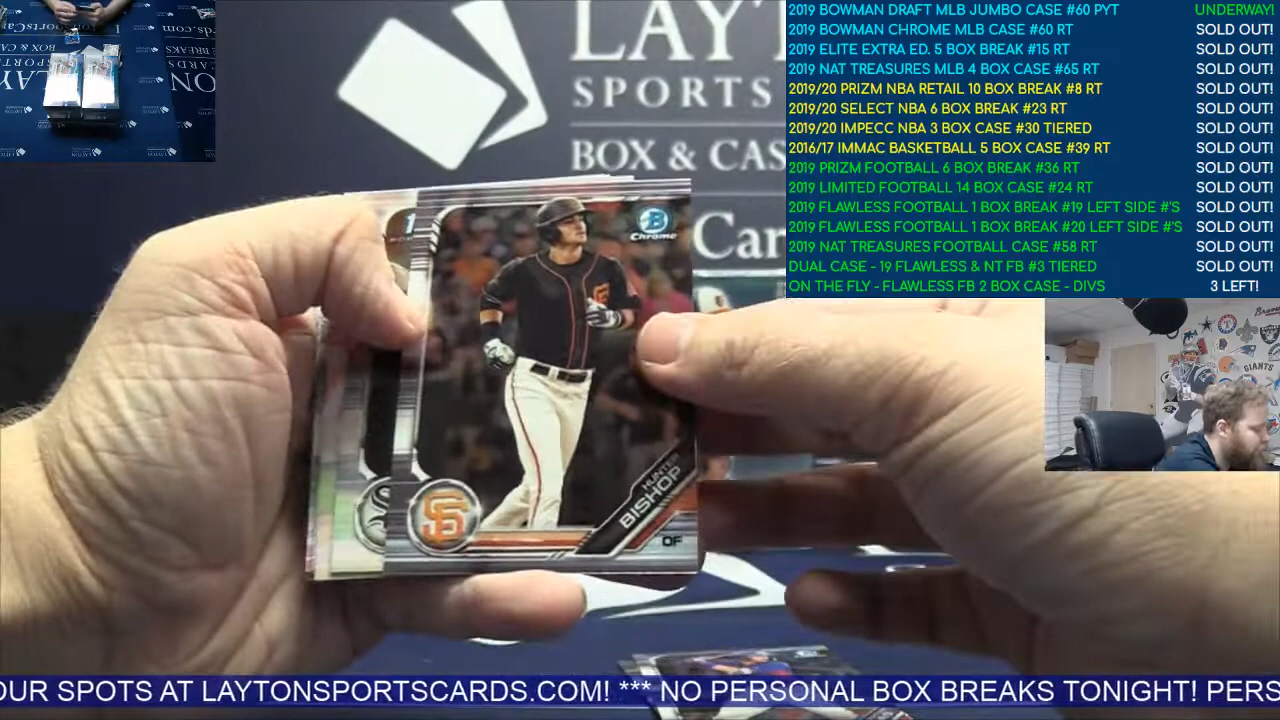 2019 BOWMAN DRAFT MLB JUMBO CASE #60 PYT UNDERWAY!
2019 BOWMAN CHROME MLB CASE #60 RT SOLD OUT!
2019 ELITE EXTRA ED. 5 BOX BREAK #15 RT SOLD OUT!
2019 NAT TREASURES MLB 4 BOX CASE #65 RT SOLD OUT!
2019/20 PRIZM NBA RETAIL 10 BOX BREAK #8 RT SOLD OUT!
2019/20 SELECT NBA 6 BOX BREAK #23 RT SOLD OUT!
2019/20 IMPECC NBA 3 BOX CASE #30 TIERED SOLD OUT!
2016/17 IMMAC BASKETBALL 5 BOX CASE #39 RT SOLD OUT!
2019 PRIZM FOOTBALL 6 BOX BREAK #36 RT SOLD OUT!
2019 LIMITED FOOTBALL 14 BOX CASE #24 RT SOLD OUT!
2019 FLAWLESS FOOTBALL 1 BOX BREAK #19 LEFT SIDE #'S SOLD OUT!
2019 FLAWLESS FOOTBALL 1 BOX BREAK #20 LEFT SIDE #'S SOLD OUT!
2019 NAT TREASURES FOOTBALL CASE #58 RT SOLD OUT!
DUAL CASE - 19 FLAWLESS & NT FB #3 TIERED SOLD OUT!
ON THE FLY - FLAWLESS FB 2 BOX CASE - DIVS 3 LEFT!
LAYT
SPORTS
BOX & CAS
Car
B
Chrome
SF
HUNTER
BISHOP
OF
GIANTS
OUR SPOTS AT LAYTONSPORTSCARDS.COM! *** NO PERSONAL BOX BREAKS TONIGHT! PERS